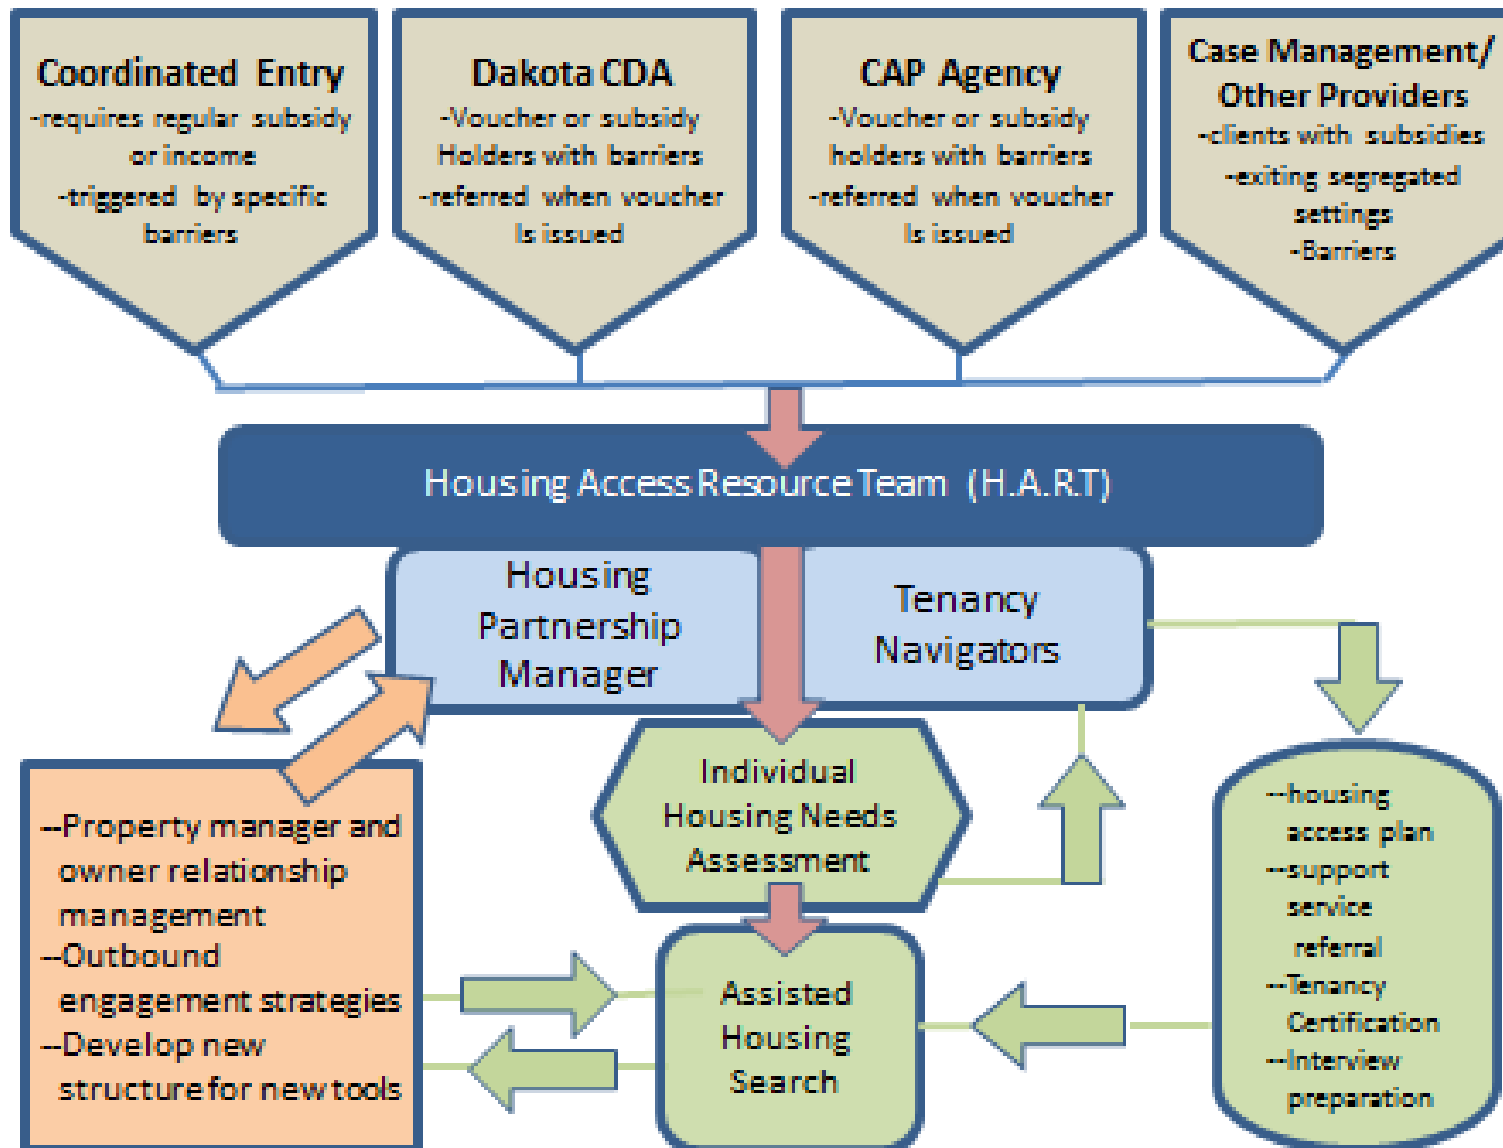 Coordinated Entry
-requires regular subsidy
or income
-triggered by specific
barriers
Dakota CDA
-Voucher or subsidy
Holders with barriers
-referred when voucher
Is issued
CAP Agency
-Voucher or subsidy
holders with barriers
-referred when voucher
Is issued
Case Management/
Other Providers
-clients with subsidies
-exiting segregated
settings
-Barriers
Housing Access Resource Team (H.A.R.T)
Housing
Partnership
Manager
Tenancy
Navigators
Individual
Housing Needs
Assessment
--Property manager and
owner relationship
management
--Outbound
engagement strategies
--Develop new
structure for new tools
Assisted
Housing
Search
--housing
access plan
--support
service
referral
--Tenancy
Certification
--Interview
preparation